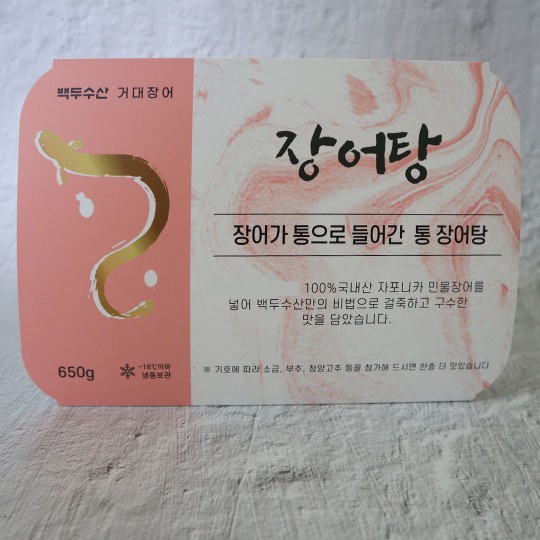 백두수산 거대장어
장어탕
장어가 통으로 들어간 통 장어탕
100%국내산 자포니카 민물장어를
넣어 백두수산만의 비법으로 걸죽하고 구수한
맛을 담았습니다.
※ 기호에 따라 소금, 부추, 청양고추 등을 첨가해 드시면 한층 더 맛있습니다
650g
-18℃이하
냉동보관